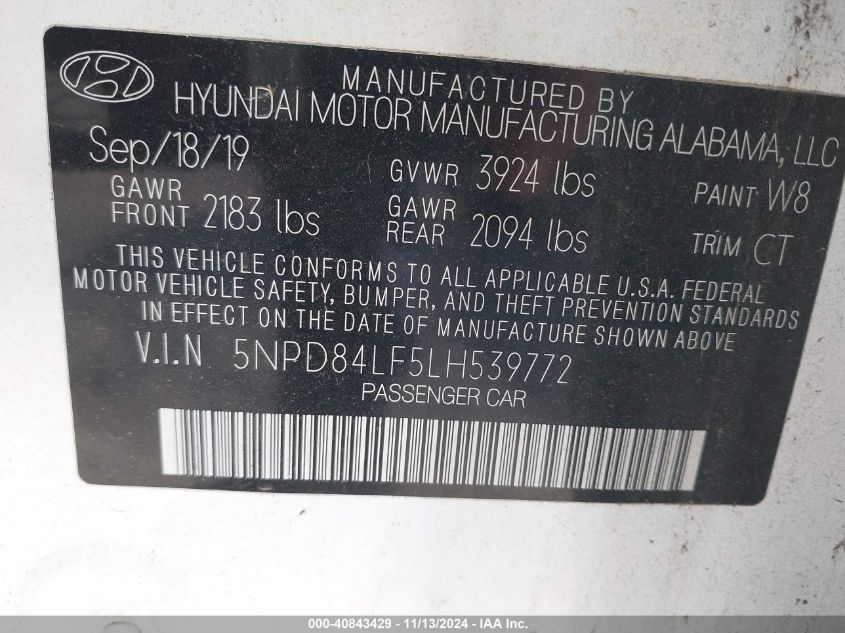 MANUFACTURED BY
HYUNDAI MOTOR MANUFACTURING ALABAMA, LLC
Sep/18/19 GVWR 3924 lbs PAINT W8
GAWR FRONT 2183 lbs GAWR REAR 2094 lbs TRIM CT
THIS VEHICLE CONFORMS TO ALL APPLICABLE U.S.A. FEDERAL
MOTOR VEHICLE SAFETY, BUMPER, AND THEFT PREVENTION STANDARDS
IN EFFECT ON THE DATE OF MANUFACTURE SHOWN ABOVE
V.I.N 5NPD84LF5LH539772
PASSENGER CAR
000-40843429 - 11/13/2024 - IAA Inc.